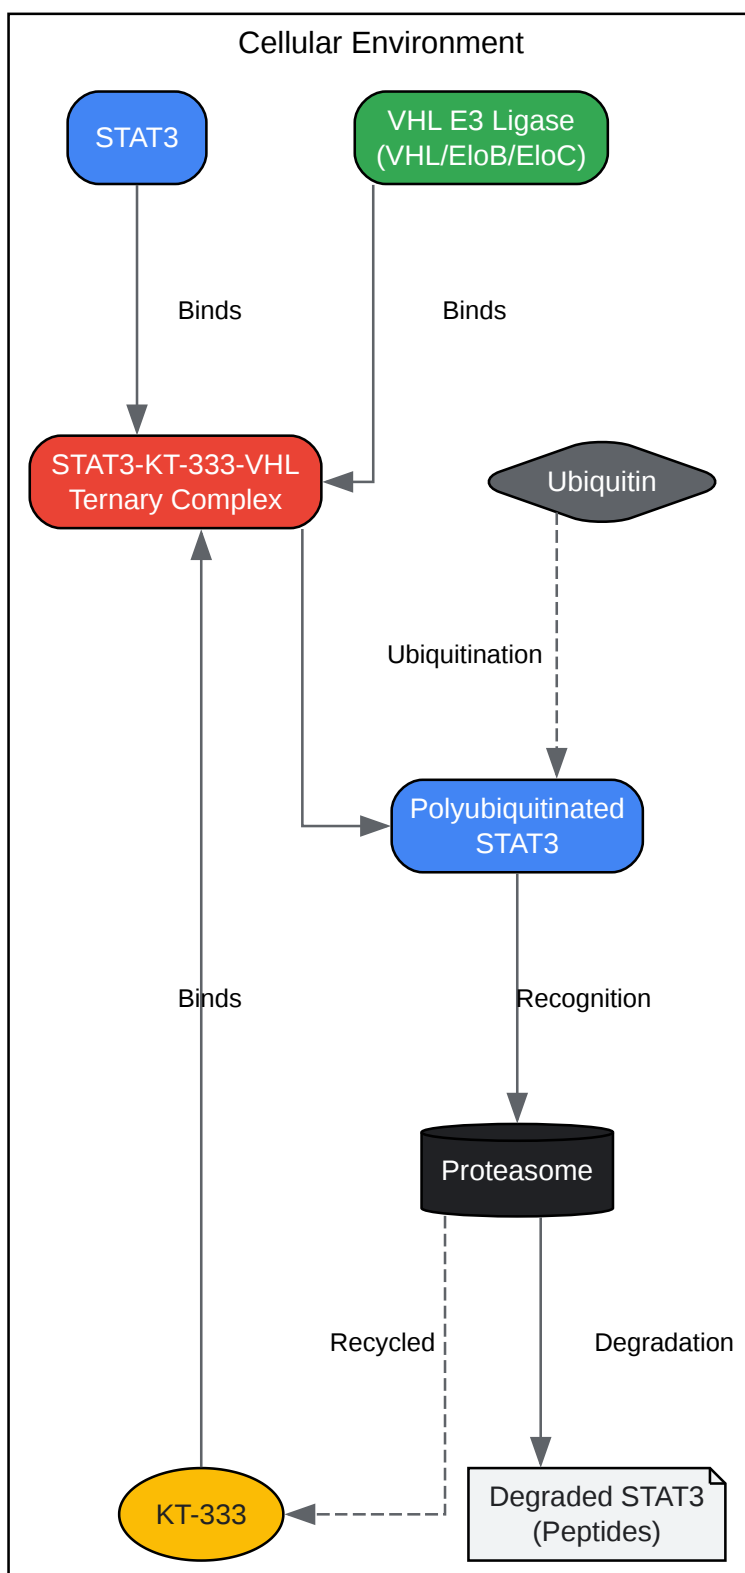 Cellular Environment
STAT3
VHL E3 Ligase
(VHL/EloB/EloC)
Binds
Binds
STAT3-KT-333-VHL
Ternary Complex
Ubiquitin
Ubiquitination
Polyubiquitinated
STAT3
Binds
Recognition
Proteasome
Recycled
Degradation
KT-333
Degraded STAT3
(Peptides)